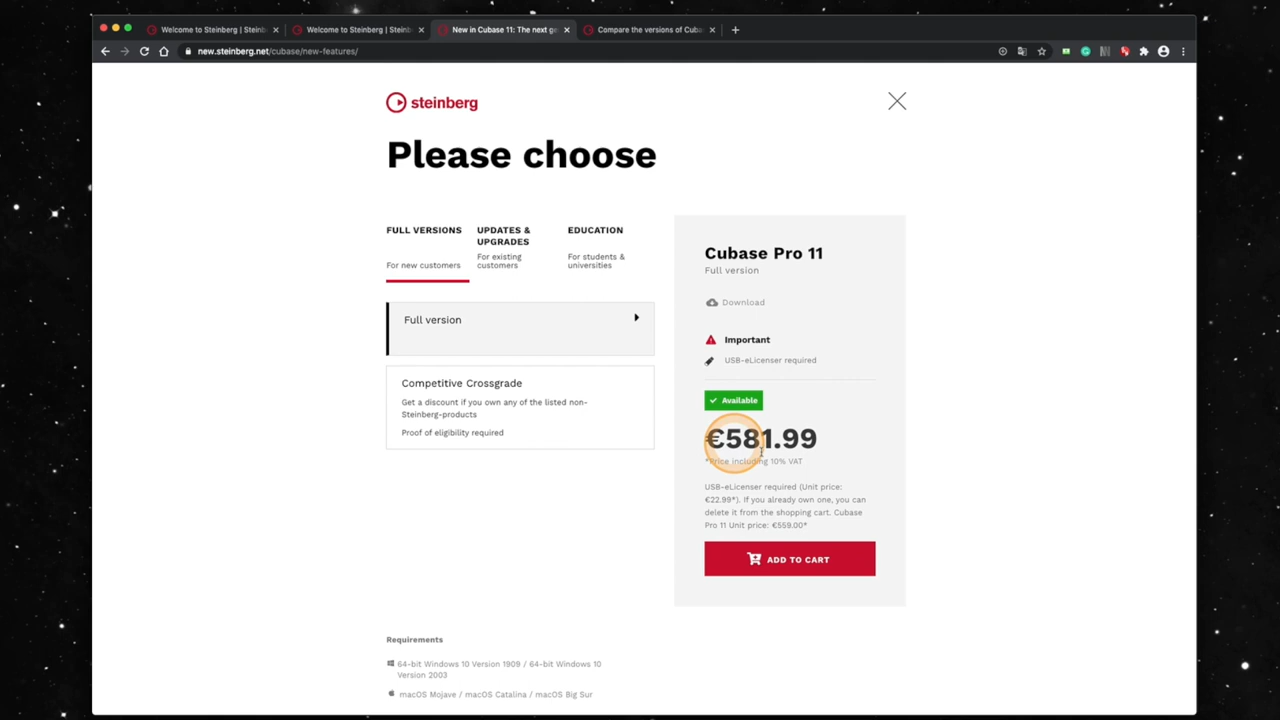 Welcome to Steinberg | Steinb
Welcome to Steinberg | Steinb
New in Cubase 11: The next ge
Compare the versions of Cuba
new.steinberg.net/cubase/new-features/
steinberg
Please choose
FULL VERSIONS
For new customers
UPDATES &
UPGRADES
For existing
customers
EDUCATION
For students &
universities
Full version
Competitive Crossgrade
Get a discount if you own any of the listed non-
Steinberg-products
Proof of eligibility required
Cubase Pro 11
Full version
Download
Important
USB-eLicenser required
Available
€581.99
*Price including 10% VAT
USB-eLicenser required (Unit price:
€22.99*). If you already own one, you can
delete it from the shopping cart. Cubase
Pro 11 Unit price: €559.00*
ADD TO CART
Requirements
64-bit Windows 10 Version 1909 / 64-bit Windows 10
Version 2003
macOS Mojave / macOS Catalina / macOS Big Sur